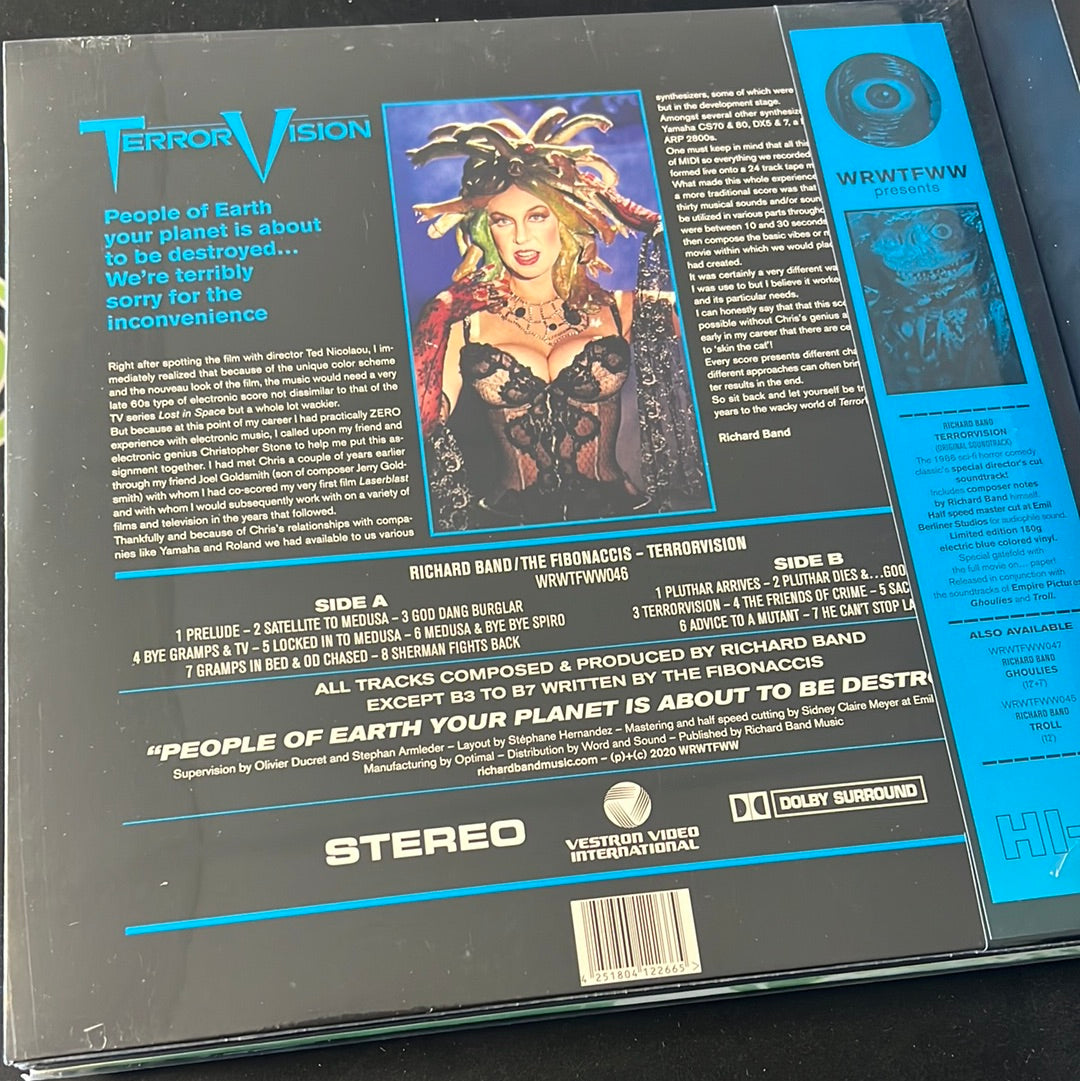 TERRORVISION
People of Earth
your planet is about
to be destroyed...
We're terribly
sorry for the
inconvenience
Right after spotting the film with director Ted Nicolaou, I im-
mediately realized that because of the unique color scheme
and the nouveau look of the film, the music would need a very
late 60s type of electronic score not dissimilar to that of the
TV series Lost in Space but a whole lot wackier.
But because at this point of my career I had practically ZERO
experience with electronic music, I called upon my friend and
electronic genius Christopher Stone to help me put this as-
signment together. I had met Chris a couple of years earlier
through my friend Joel Goldsmith (son of composer Jerry Gold-
smith) with whom I had co-scored my very first film Laserblast
and with whom I would subsequently work with on a variety of
films and television in the years that followed.
Thankfully and because of Chris's relationships with compa-
nies like Yamaha and Roland we had available to us various
synthesizers, some of which were
but in the development stage.
Amongst several other synthesiz
Yamaha CS70 & 80, DX5 & 7, a
ARP 2800s.
One must keep in mind that all this
of MIDI so everything we recorded
formed live onto a 24 track tape m
What made this whole experience
a more traditional score was that
thirty musical sounds and/or soun
be utilized in various parts througho
were between 10 and 30 seconds
then compose the basic vibes or m
movie within which we would pla
had created.
It was certainly a very different wa
I was use to but I believe it worke
and its particular needs.
I can honestly say that that this sco
possible without Chris's genius a
early in my career that there are ce
to 'skin the cat'!
Every score presents different cha
different approaches can often brin
ter results in the end.
So sit back and let yourself be tr
years to the wacky world of Terror
Richard Band
RICHARD BAND/THE FIBONACCIS – TERRORVISION
WRWTFWW046
SIDE A
1 PRELUDE – 2 SATELLITE TO MEDUSA – 3 GOD DANG BURGLAR
4 BYE GRAMPS & TV – 5 LOCKED IN TO MEDUSA – 6 MEDUSA & BYE BYE SPIRO
7 GRAMPS IN BED & OD CHASED – 8 SHERMAN FIGHTS BACK
SIDE B
1 PLUTHAR ARRIVES – 2 PLUTHAR DIES &...GOO
3 TERRORVISION – 4 THE FRIENDS OF CRIME – 5 SAC
6 ADVICE TO A MUTANT – 7 HE CAN'T STOP LA
ALL TRACKS COMPOSED & PRODUCED BY RICHARD BAND
EXCEPT B3 TO B7 WRITTEN BY THE FIBONACCIS
"PEOPLE OF EARTH YOUR PLANET IS ABOUT TO BE DESTR
Supervision by Olivier Ducret and Stephan Armleder – Layout by Stéphane Hernandez – Mastering and half speed cutting by Sidney Claire Meyer at Emil
Manufacturing by Optimal – Distribution by Word and Sound – Published by Richard Band Music
richardbandmusic.com – (p)+(c) 2020 WRWTFWW
STEREO
VESTRON VIDEO
INTERNATIONAL
DOLBY SURROUND
4 251804 122665 >
WRWTFWW
presents
RICHARD BAND
TERRORVISION
(ORIGINAL SOUNDTRACK)
The 1986 sci-fi horror comedy
classic's special director's cut
soundtrack!
Includes composer notes
by Richard Band himself.
Half speed master cut at Emil
Berliner Studios for audiophile sound.
Limited edition 180g
electric blue colored vinyl.
Special gatefold with
the full movie on... paper!
Released in conjunction with
the soundtracks of Empire Pictures
Ghoulies and Troll.
ALSO AVAILABLE
WRWTFWW047
RICHARD BAND
GHOULIES
(12"+7")
WRWTFWW045
RICHARD BAND
TROLL
(12")
HI-